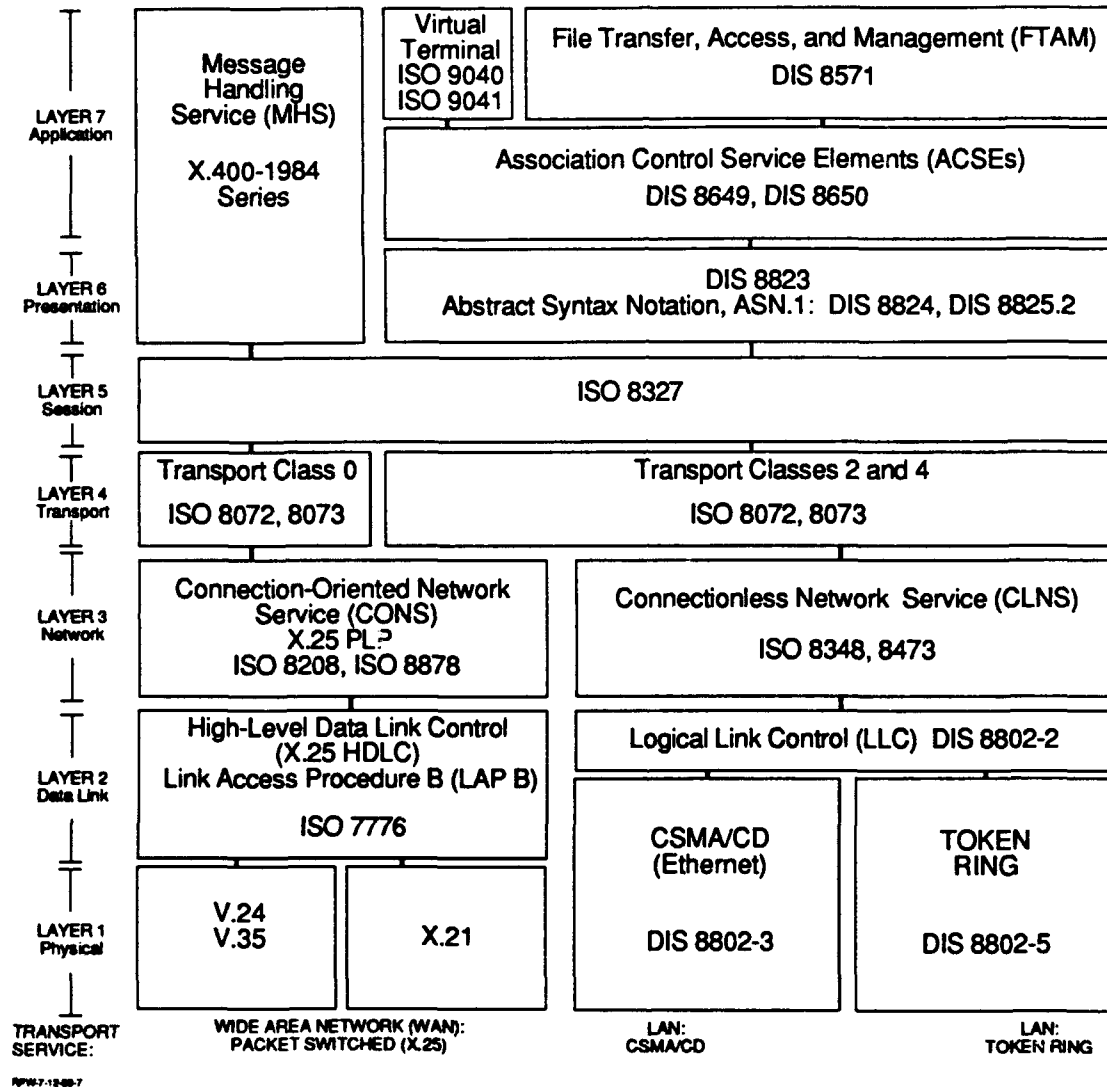 LAYER 7
Application
Message
Handling
Service (MHS)
X.400-1984
Series
Virtual
Terminal
ISO 9040
ISO 9041
File Transfer, Access, and Management (FTAM)
DIS 8571
Association Control Service Elements (ACSEs)
DIS 8649, DIS 8650
LAYER 6
Presentation
DIS 8823
Abstract Syntax Notation, ASN.1: DIS 8824, DIS 8825.2
LAYER 5
Session
ISO 8327
LAYER 4
Transport
Transport Class 0
ISO 8072, 8073
Transport Classes 2 and 4
ISO 8072, 8073
LAYER 3
Network
Connection-Oriented Network
Service (CONS)
X.25 PLP
ISO 8208, ISO 8878
Connectionless Network Service (CLNS)
ISO 8348, 8473
LAYER 2
Data Link
High-Level Data Link Control
(X.25 HDLC)
Link Access Procedure B (LAP B)
ISO 7776
Logical Link Control (LLC) DIS 8802-2
CSMA/CD
(Ethernet)
DIS 8802-3
TOKEN
RING
DIS 8802-5
LAYER 1
Physical
V.24
V.35
X.21
TRANSPORT
SERVICE:
WIDE AREA NETWORK (WAN):
PACKET SWITCHED (X.25)
LAN:
CSMA/CD
LAN:
TOKEN RING